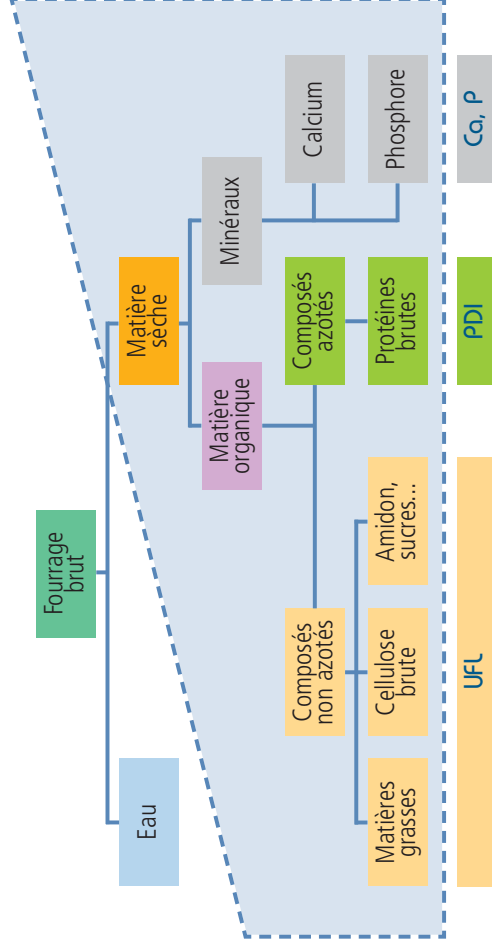 Fourrage
brut
Eau
Matière
sèche
Matière
organique
Minéraux
Composés
non azotés
Composés
azotés
Calcium
Matières
grasses
Cellulose
brute
Amidon,
sucres...
Protéines
brutes
Phosphore
UFL
PDI
Ca, P